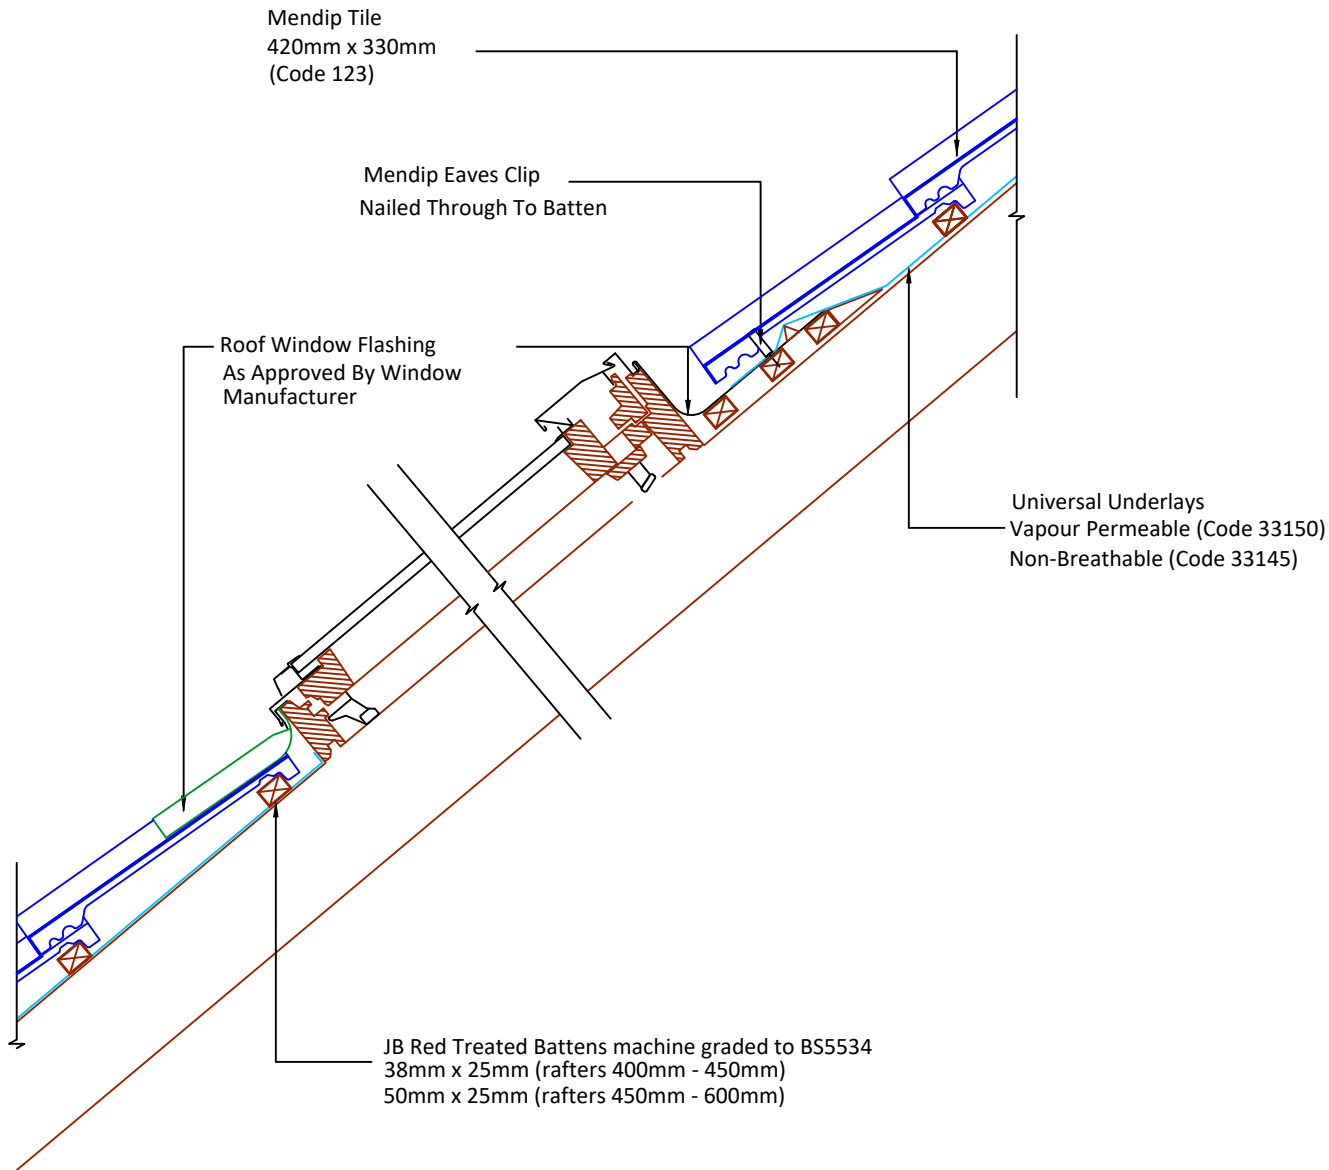 Mendip Tile
420mm x 330mm
(Code 123)
Mendip Eaves Clip
Nailed Through To Batten
Roof Window Flashing
As Approved By Window
Manufacturer
Universal Underlays
Vapour Permeable (Code 33150)
Non-Breathable (Code 33145)
JB Red Treated Battens machine graded to BS5534
38mm x 25mm (rafters 400mm - 450mm)
50mm x 25mm (rafters 450mm - 600mm)